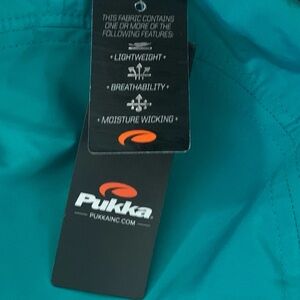 THIS FABRIC CONTAINS
ONE OR MORE OF THE
FOLLOWING FEATURES:
• LIGHTWEIGHT •
• BREATHABILITY •
• MOISTURE WICKING •
Pukka
PUKKAINC.COM